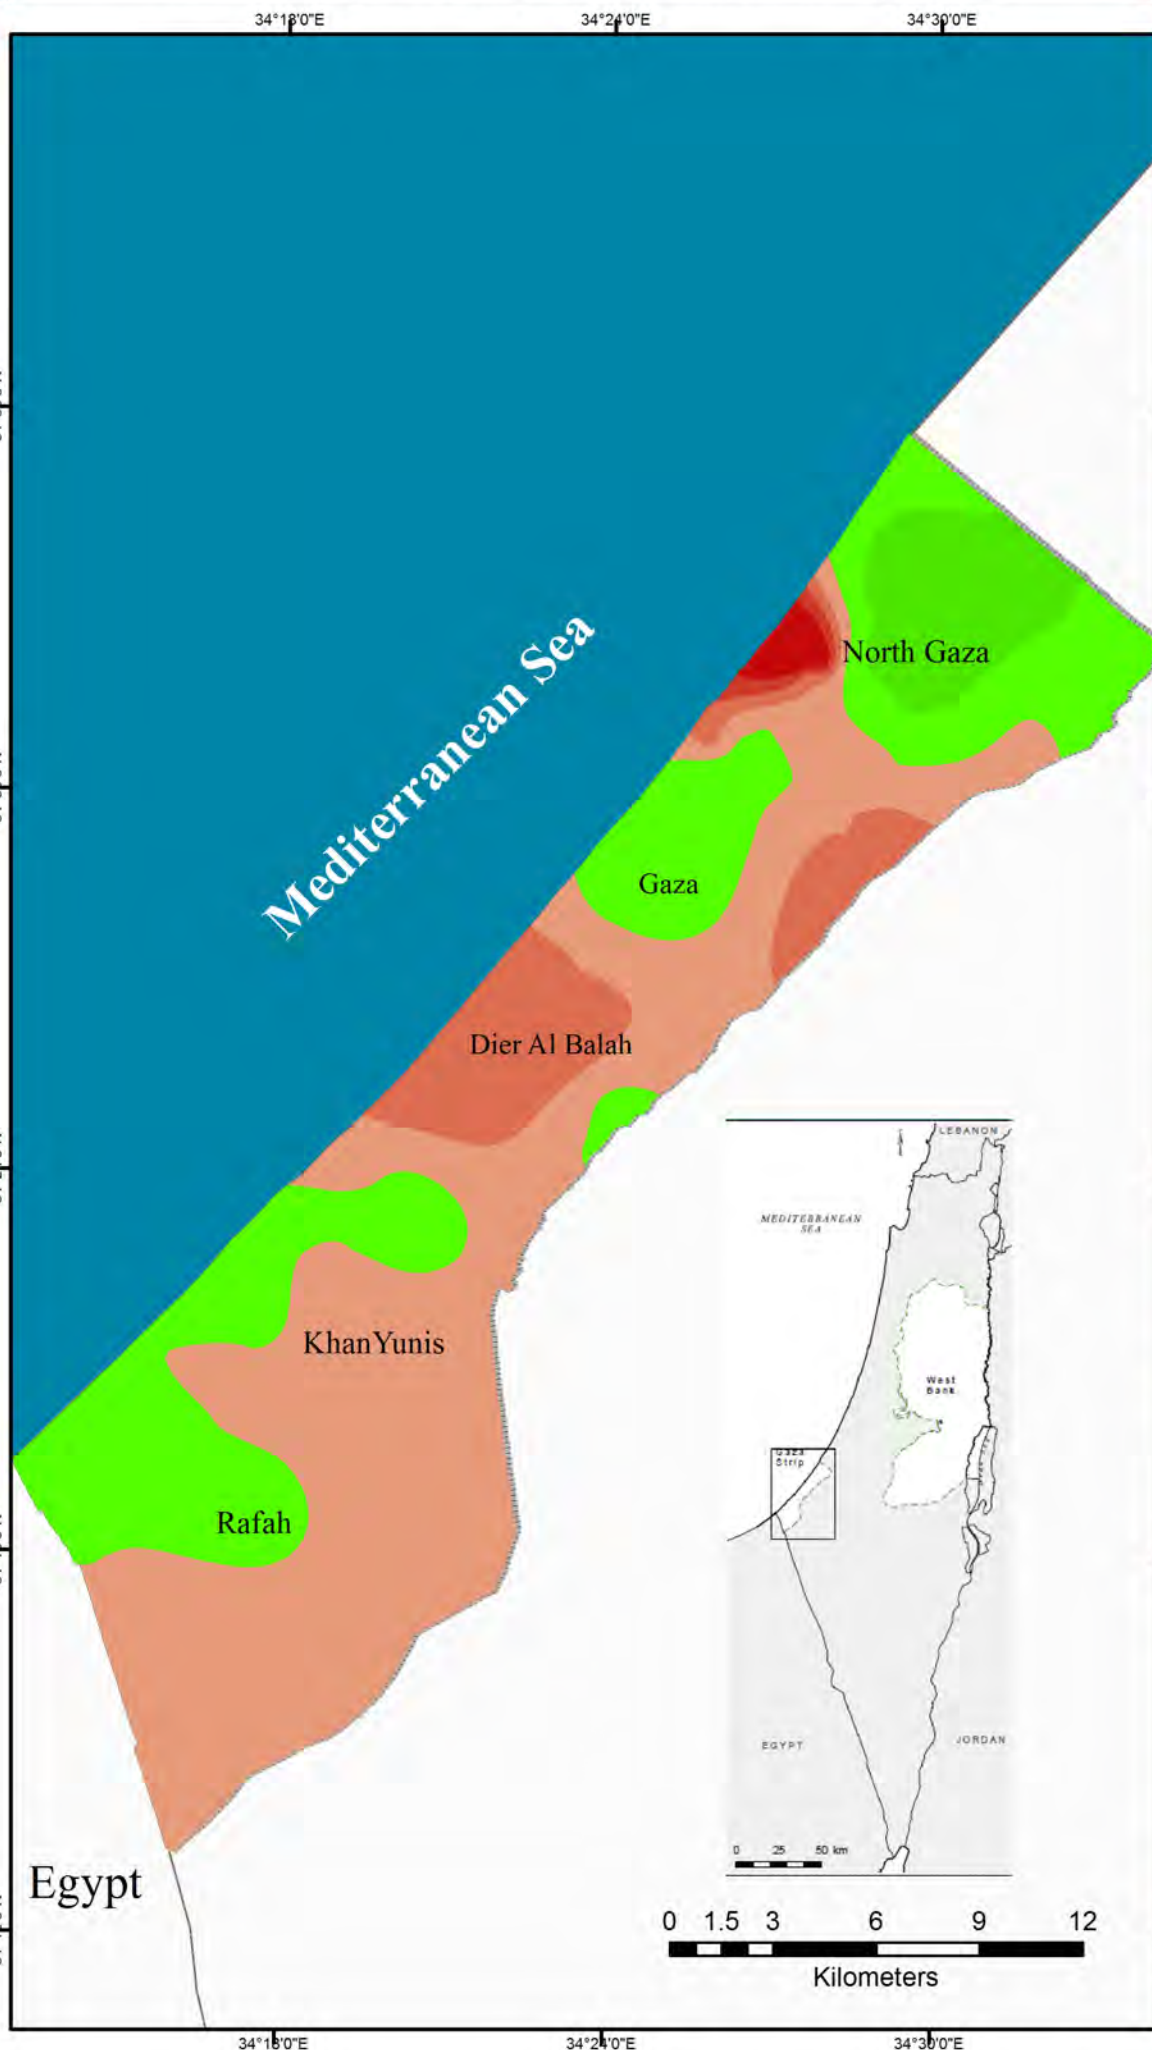 34°18'0"E
34°24'0"E
34°30'0"E
Mediterranean Sea
North Gaza
Gaza
Dier Al Balah
KhanYunis
Rafah
Egypt
LEBANON
MEDITERRANEAN
SEA
West
Bank
Gaza
Strip
EGYPT
JORDAN
0 25 50 km
0 1.5 3 6 9 12
Kilometers
34°18'0"E
34°24'0"E
34°30'0"E